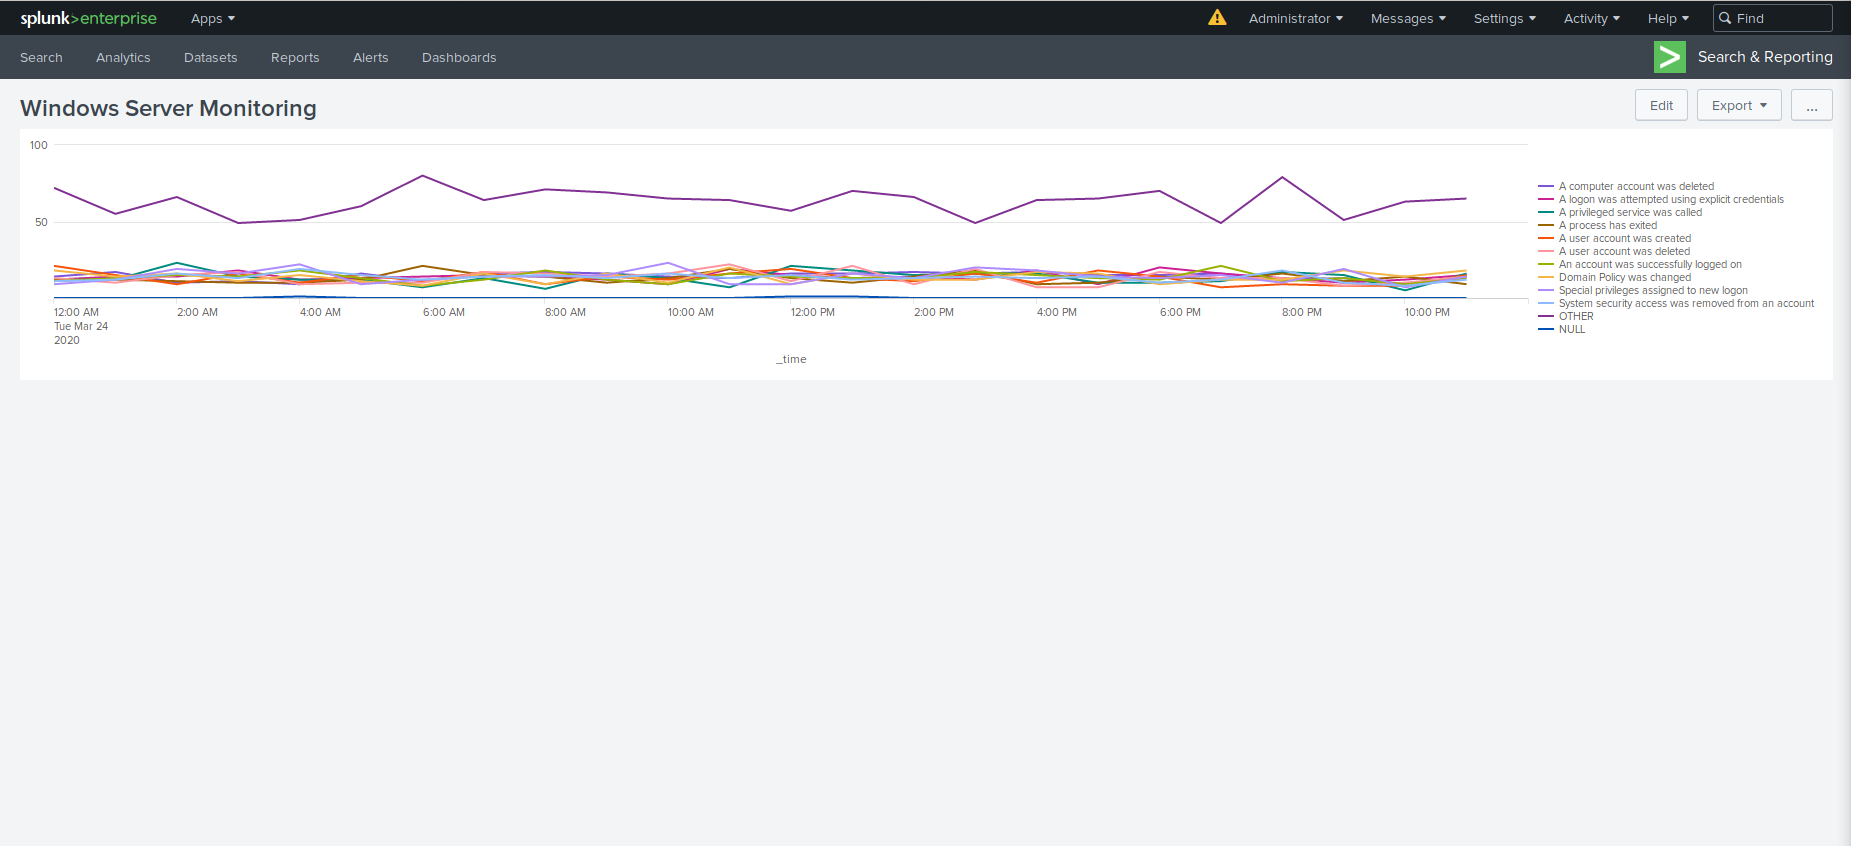 splunk>enterprise Apps Administrator Messages Settings Activity Help Find
Search Analytics Datasets Reports Alerts Dashboards Search & Reporting
Windows Server Monitoring Edit Export ...
100
50
12:00 AM 2:00 AM 4:00 AM 6:00 AM 8:00 AM 10:00 AM 12:00 PM 2:00 PM 4:00 PM 6:00 PM 8:00 PM 10:00 PM
Tue Mar 24
2020
_time
A computer account was deleted
A logon was attempted using explicit credentials
A privileged service was called
A process has exited
A user account was created
A user account was deleted
An account was successfully logged on
Domain Policy was changed
Special privileges assigned to new logon
System security access was removed from an account
OTHER
NULL